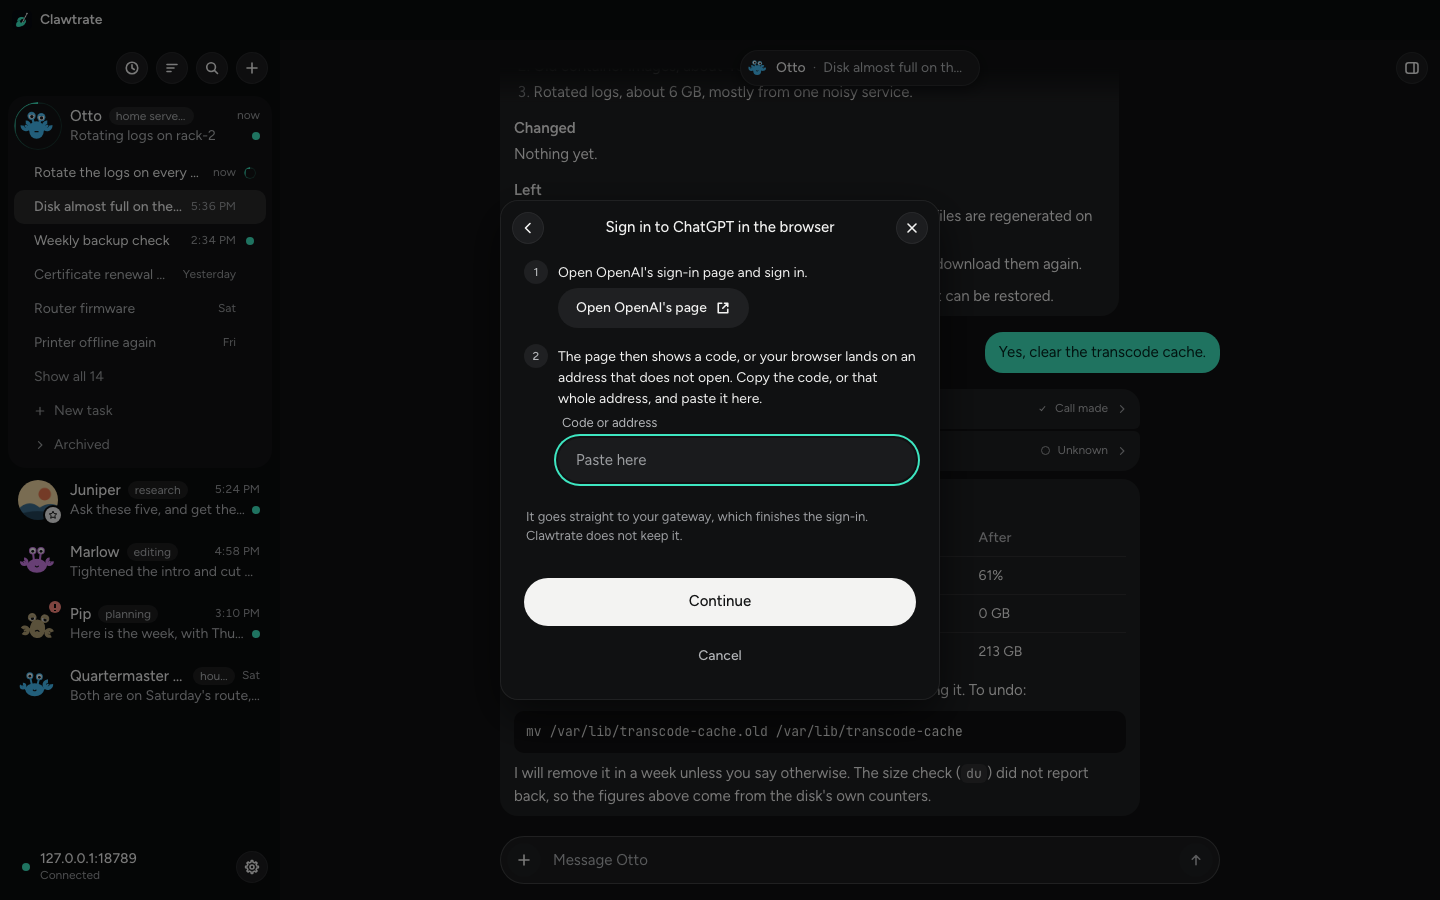 Clawtrate
Otto home serve... now
Rotating logs on rack-2
Rotate the logs on every ... now
Disk almost full on the... 5:36 PM
Weekly backup check 2:34 PM
Certificate renewal ... Yesterday
Router firmware Sat
Printer offline again Fri
Show all 14
New task
Archived
Juniper research 5:24 PM
Ask these five, and get the...
Marlow editing 4:58 PM
Tightened the intro and cut ...
Pip planning 3:10 PM
Here is the week, with Thu...
Quartermaster ... hou... Sat
Both are on Saturday's route,...
127.0.0.1:18789
Connected
Otto · Disk almost full on th...
3. Rotated logs, about 6 GB, mostly from one noisy service.
Changed
Nothing yet.
Left
iles are regenerated on
download them again.
can be restored.
Yes, clear the transcode cache.
Call made
Unknown
After
61%
0 GB
213 GB
it. To undo:
mv /var/lib/transcode-cache.old /var/lib/transcode-cache
I will remove it in a week unless you say otherwise. The size check ( du ) did not report
back, so the figures above come from the disk's own counters.
Message Otto
Sign in to ChatGPT in the browser
1 Open OpenAI's sign-in page and sign in.
Open OpenAI's page
2 The page then shows a code, or your browser lands on an
address that does not open. Copy the code, or that
whole address, and paste it here.
Code or address
Paste here
It goes straight to your gateway, which finishes the sign-in.
Clawtrate does not keep it.
Continue
Cancel